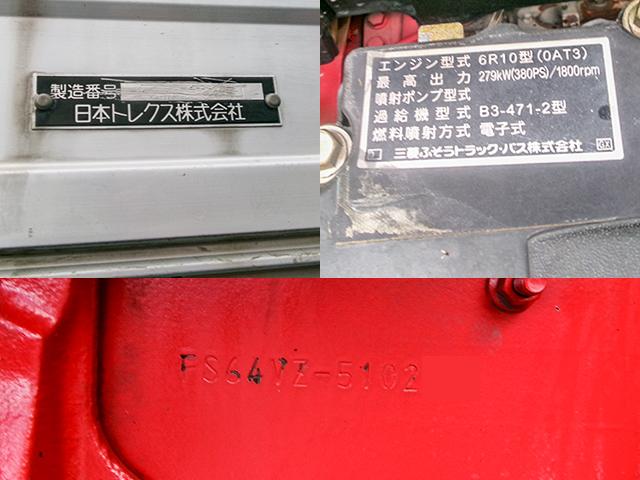 製造番号
日本トレクス株式会社
エンジン型式 6R10型(0AT3)
最高出力 279kW(380PS)/1800rpm
噴射ポンプ型式
過給機型式 B3-471-2型
燃料噴射方式 電子式
三菱ふそうトラック・バス株式会社 GX
FS64VZ-5102